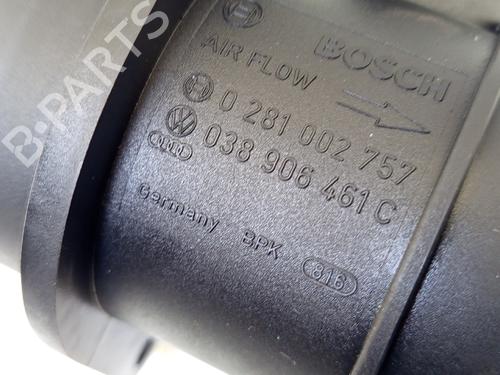 BOSCH
AIR FLOW
0 281 002 757
038 906 461 C
Germany BPK 816
B-PARTS